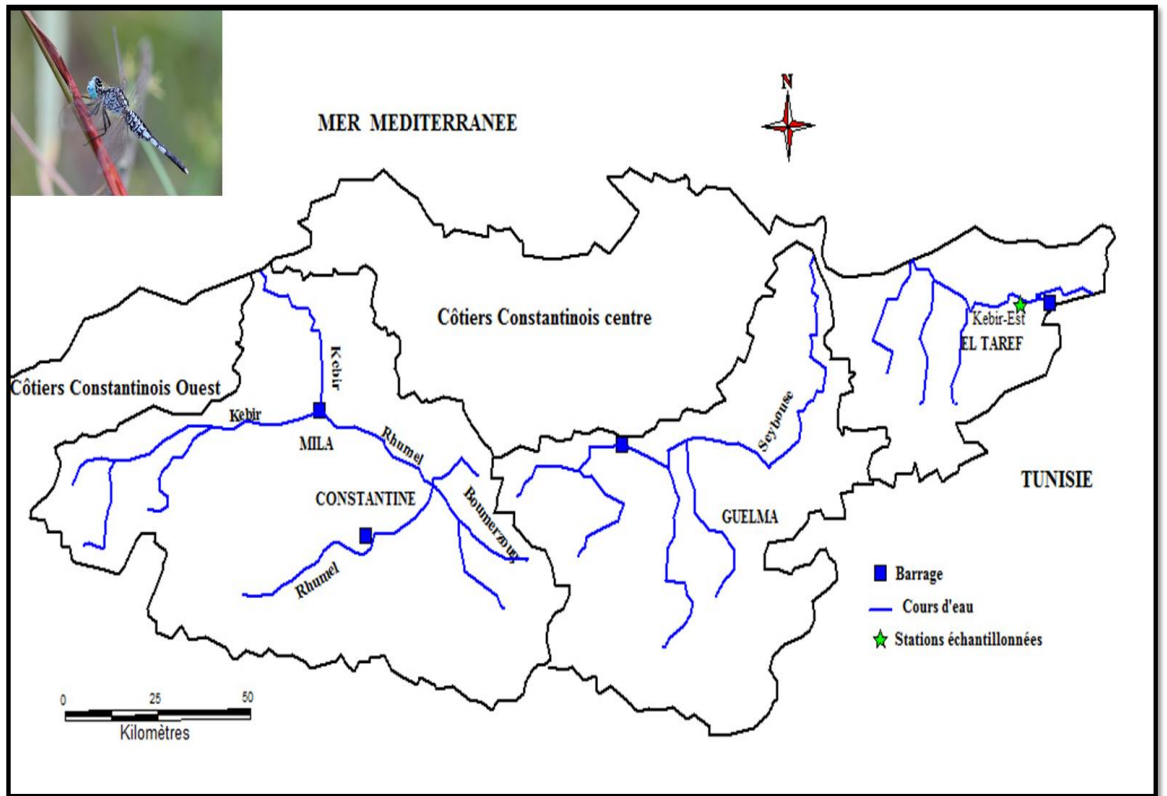 N
MER MEDITERRANEE
Côtiers Constantinois centre
Kebir-Est
EL TAREF
Côtiers Constantinois Ouest
Kebir
Kebir
Rhumel
Seybouse
MILA
TUNISIE
CONSTANTINE
Boumerzoug
GUELMA
Rhumel
Barrage
Cours d'eau
Stations échantillonnées
0 25 50
Kilomètres